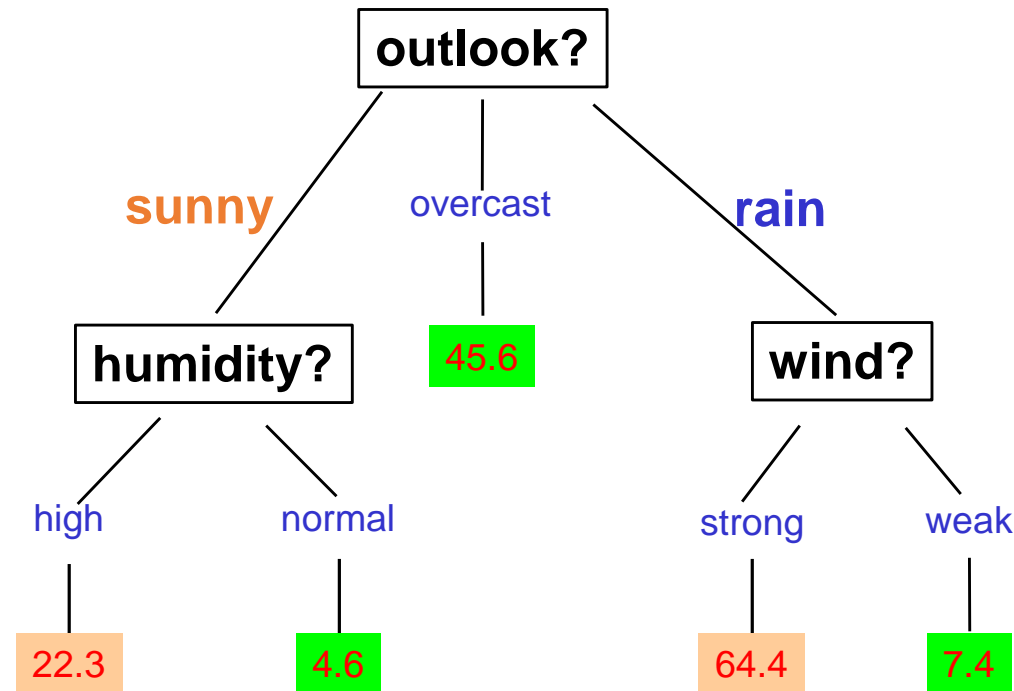 outlook?
sunny
overcast
rain
humidity?
45.6
wind?
high
normal
strong
weak
22.3
4.6
64.4
7.4